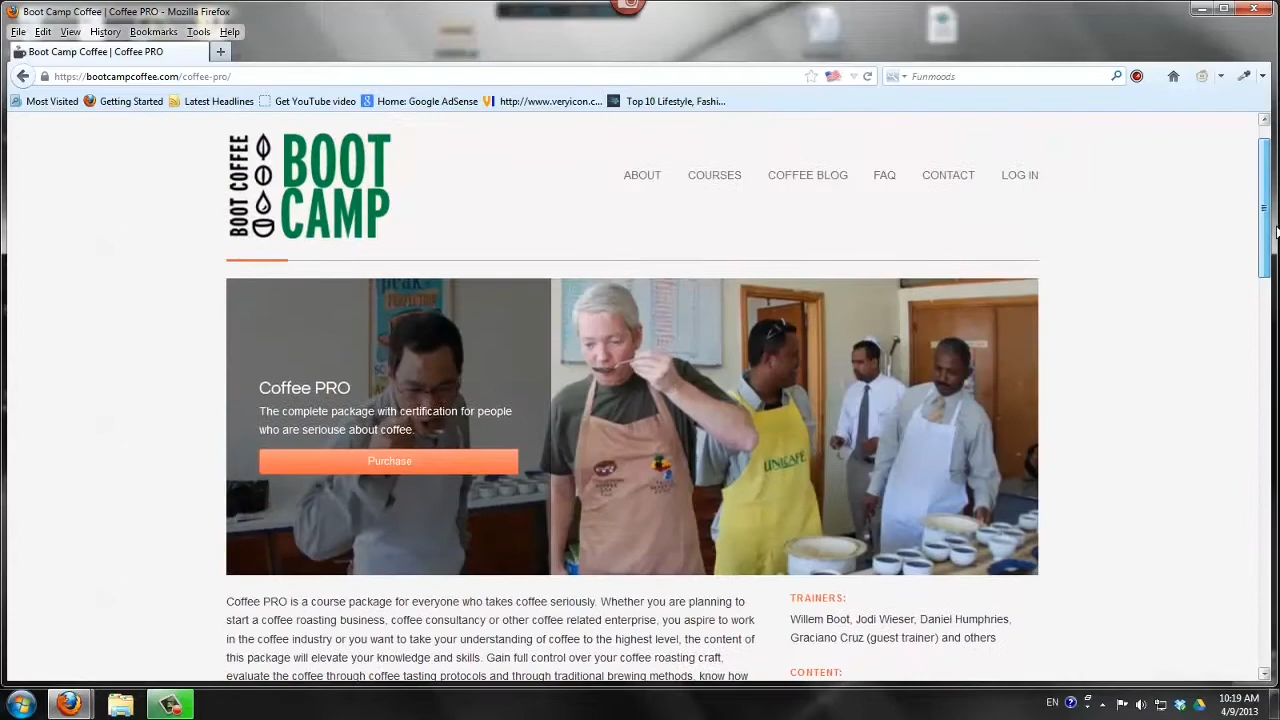 Boot Camp Coffee | Coffee PRO - Mozilla Firefox
File Edit View History Bookmarks Tools Help
Boot Camp Coffee | Coffee PRO
https://bootcampcoffee.com/coffee-pro/
Funmoods
Most Visited Getting Started Latest Headlines Get YouTube video Home: Google AdSense http://www.veryicon.c... Top 10 Lifestyle, Fashi...
BOOT COFFEE
BOOT
CAMP
ABOUT COURSES COFFEE BLOG FAQ CONTACT LOG IN
Coffee PRO
The complete package with certification for people
who are seriouse about coffee.
Purchase
UNICAFE
Coffee PRO is a course package for everyone who takes coffee seriously. Whether you are planning to
start a coffee roasting business, coffee consultancy or other coffee related enterprise, you aspire to work
in the coffee industry or you want to take your understanding of coffee to the highest level, the content of
this package will elevate your knowledge and skills. Gain full control over your coffee roasting craft,
evaluate the coffee through coffee tasting protocols and through traditional brewing methods, know how
TRAINERS:
Willem Boot, Jodi Wieser, Daniel Humphries,
Graciano Cruz (guest trainer) and others
CONTENT:
EN
10:19 AM
4/9/2013